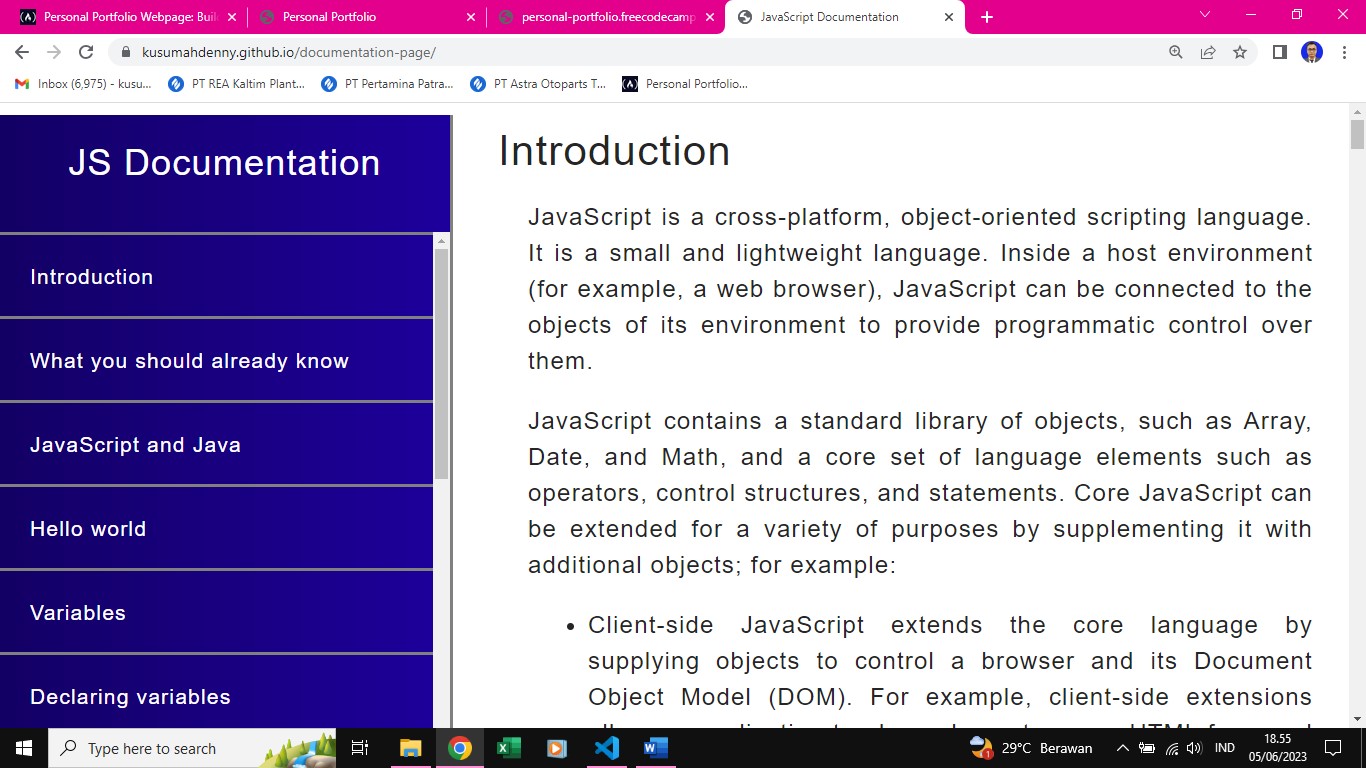 Personal Portfolio Webpage: Buil
Personal Portfolio
personal-portfolio.freecodecamp
JavaScript Documentation
kusumahdenny.github.io/documentation-page/
Inbox (6,975) - kusu...
PT REA Kaltim Plant...
PT Pertamina Patra...
PT Astra Otoparts T...
Personal Portfolio...
JS Documentation
Introduction
What you should already know
JavaScript and Java
Hello world
Variables
Declaring variables
Introduction
JavaScript is a cross-platform, object-oriented scripting language.
It is a small and lightweight language. Inside a host environment
(for example, a web browser), JavaScript can be connected to the
objects of its environment to provide programmatic control over
them.
JavaScript contains a standard library of objects, such as Array,
Date, and Math, and a core set of language elements such as
operators, control structures, and statements. Core JavaScript can
be extended for a variety of purposes by supplementing it with
additional objects; for example:
• Client-side JavaScript extends the core language by
supplying objects to control a browser and its Document
Object Model (DOM). For example, client-side extensions
Type here to search
29°C Berawan
IND
18.55
05/06/2023